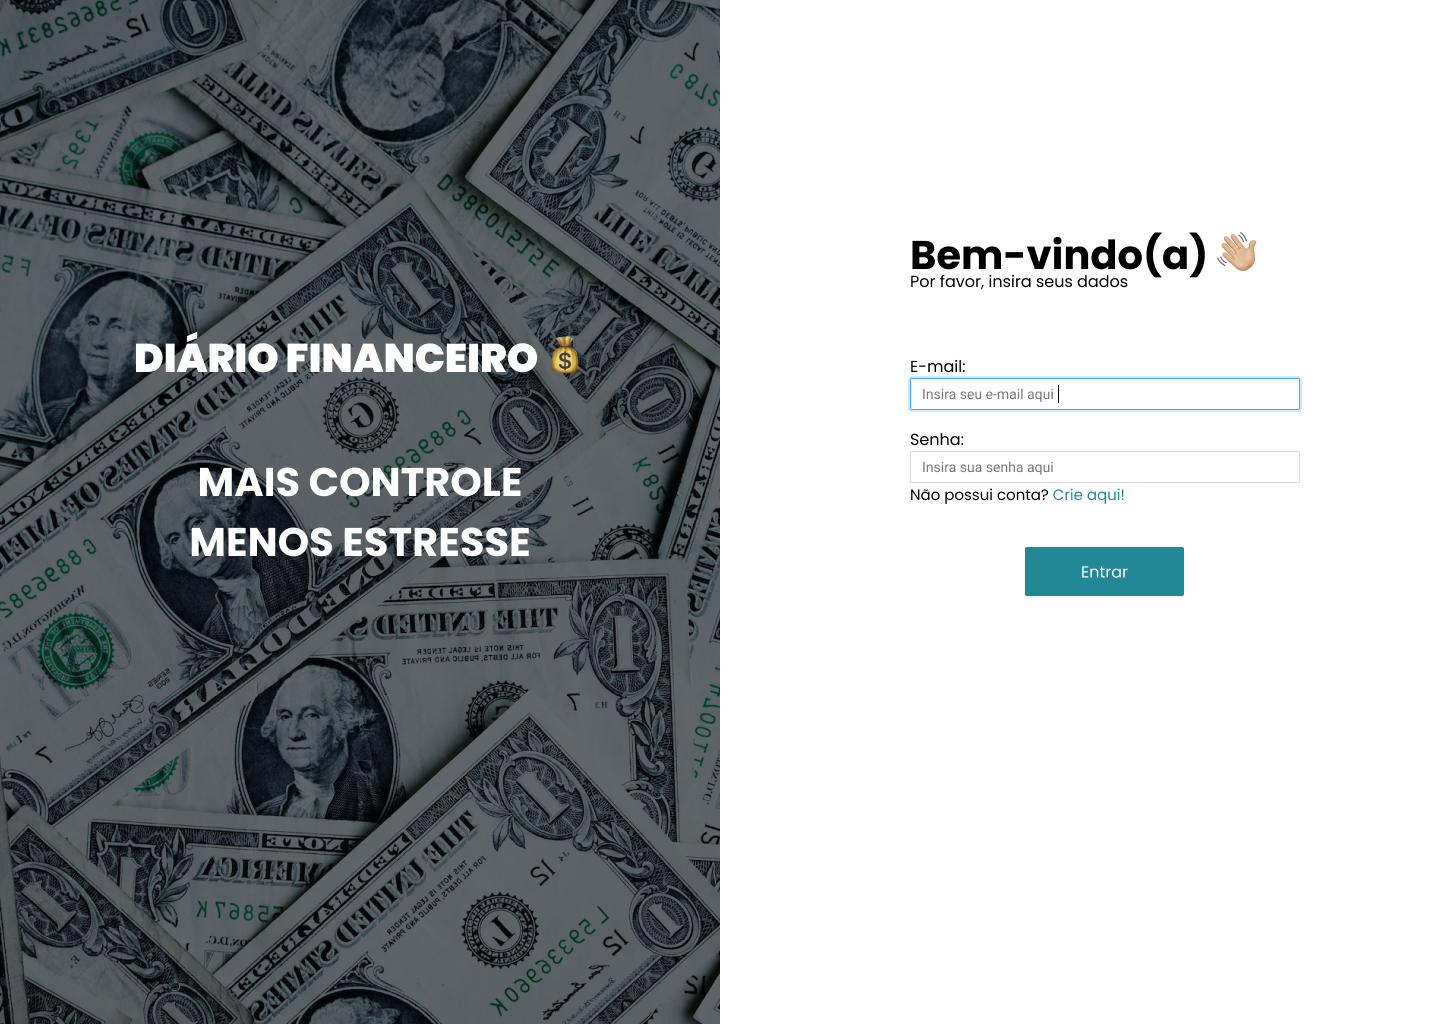 DIÁRIO FINANCEIRO 💰
MAIS CONTROLE
MENOS ESTRESSE
Bem-vindo(a) 👋🏼
Por favor, insira seus dados
E-mail:
Insira seu e-mail aqui
Senha:
Insira sua senha aqui
Não possui conta? Crie aqui!
Entrar